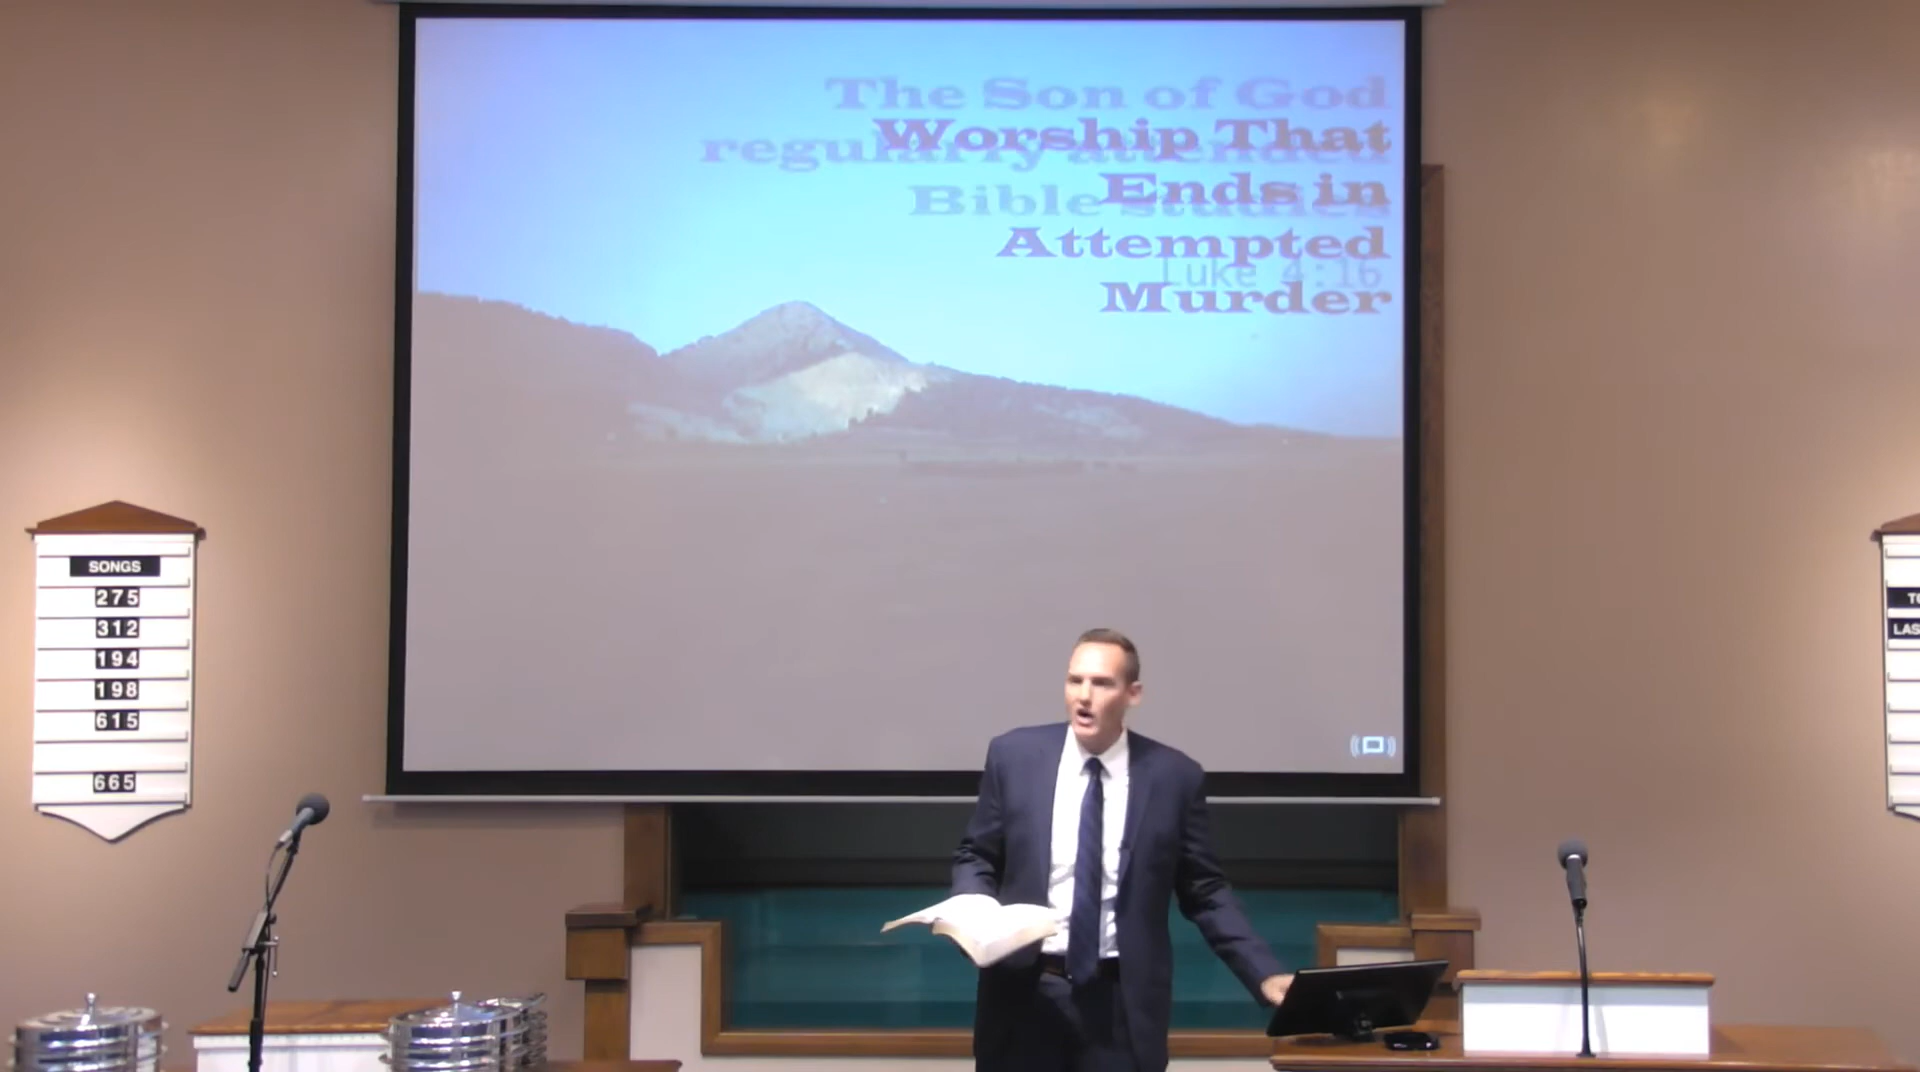 The Son of God
regularly attended
Bible studies
Luke 4:16
Worship That
Ends in
Attempted
Murder
SONGS
275
312
194
198
615
665
LAS